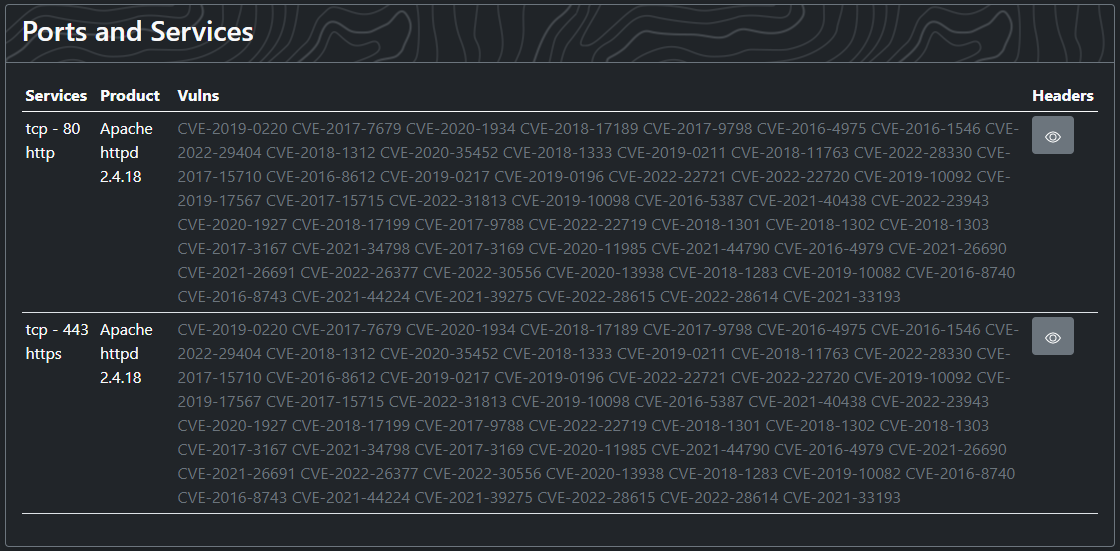 Ports and Services
Services Product Vulns Headers
tcp - 80 Apache CVE-2019-0220 CVE-2017-7679 CVE-2020-1934 CVE-2018-17189 CVE-2017-9798 CVE-2016-4975 CVE-2016-1546 CVE-
http httpd 2022-29404 CVE-2018-1312 CVE-2020-35452 CVE-2018-1333 CVE-2019-0211 CVE-2018-11763 CVE-2022-28330 CVE-
2.4.18 2017-15710 CVE-2016-8612 CVE-2019-0217 CVE-2019-0196 CVE-2022-22721 CVE-2022-22720 CVE-2019-10092 CVE-
2019-17567 CVE-2017-15715 CVE-2022-31813 CVE-2019-10098 CVE-2016-5387 CVE-2021-40438 CVE-2022-23943
CVE-2020-1927 CVE-2018-17199 CVE-2017-9788 CVE-2022-22719 CVE-2018-1301 CVE-2018-1302 CVE-2018-1303
CVE-2017-3167 CVE-2021-34798 CVE-2017-3169 CVE-2020-11985 CVE-2021-44790 CVE-2016-4979 CVE-2021-26690
CVE-2021-26691 CVE-2022-26377 CVE-2022-30556 CVE-2020-13938 CVE-2018-1283 CVE-2019-10082 CVE-2016-8740
CVE-2016-8743 CVE-2021-44224 CVE-2021-39275 CVE-2022-28615 CVE-2022-28614 CVE-2021-33193
tcp - 443 Apache CVE-2019-0220 CVE-2017-7679 CVE-2020-1934 CVE-2018-17189 CVE-2017-9798 CVE-2016-4975 CVE-2016-1546 CVE-
https httpd 2022-29404 CVE-2018-1312 CVE-2020-35452 CVE-2018-1333 CVE-2019-0211 CVE-2018-11763 CVE-2022-28330 CVE-
2.4.18 2017-15710 CVE-2016-8612 CVE-2019-0217 CVE-2019-0196 CVE-2022-22721 CVE-2022-22720 CVE-2019-10092 CVE-
2019-17567 CVE-2017-15715 CVE-2022-31813 CVE-2019-10098 CVE-2016-5387 CVE-2021-40438 CVE-2022-23943
CVE-2020-1927 CVE-2018-17199 CVE-2017-9788 CVE-2022-22719 CVE-2018-1301 CVE-2018-1302 CVE-2018-1303
CVE-2017-3167 CVE-2021-34798 CVE-2017-3169 CVE-2020-11985 CVE-2021-44790 CVE-2016-4979 CVE-2021-26690
CVE-2021-26691 CVE-2022-26377 CVE-2022-30556 CVE-2020-13938 CVE-2018-1283 CVE-2019-10082 CVE-2016-8740
CVE-2016-8743 CVE-2021-44224 CVE-2021-39275 CVE-2022-28615 CVE-2022-28614 CVE-2021-33193